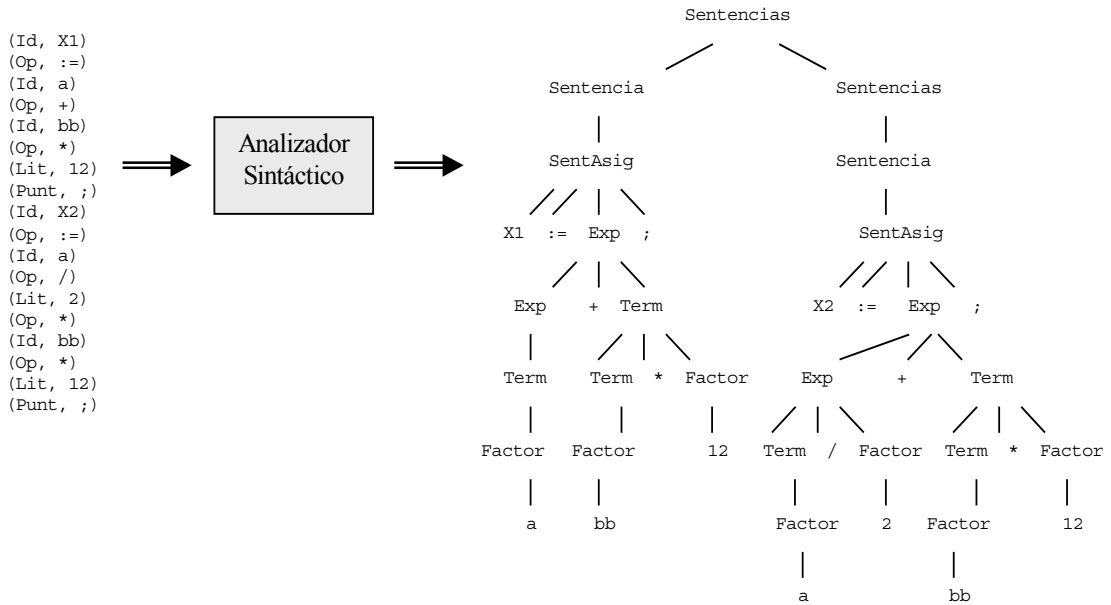 (Id, X1)
(Op, :=)
(Id, a)
(Op, +)
(Id, bb)
(Op, *)
(Lit, 12)
(Punt, ;)
(Id, X2)
(Op, :=)
(Id, a)
(Op, /)
(Lit, 2)
(Op, *)
(Id, bb)
(Op, *)
(Lit, 12)
(Punt, ;)
Analizador
Sintáctico
Sentencias
Sentencia Sentencias
SentAsig Sentencia
X1 := Exp ; SentAsig
Exp + Term X2 := Exp ;
Term Term * Factor Exp + Term
Factor Factor 12 Term / Factor Term * Factor
a bb Factor 2 Factor 12
a bb